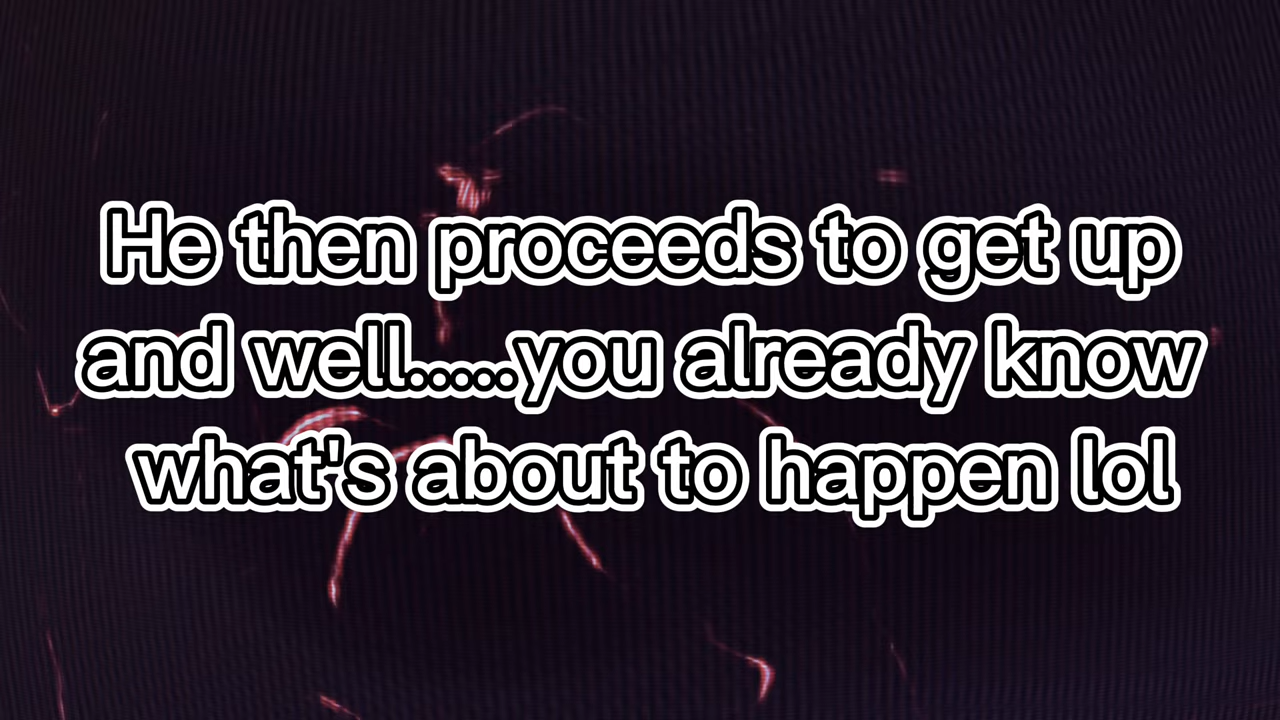 He then proceeds to get up
and well.....you already know
what's about to happen lol